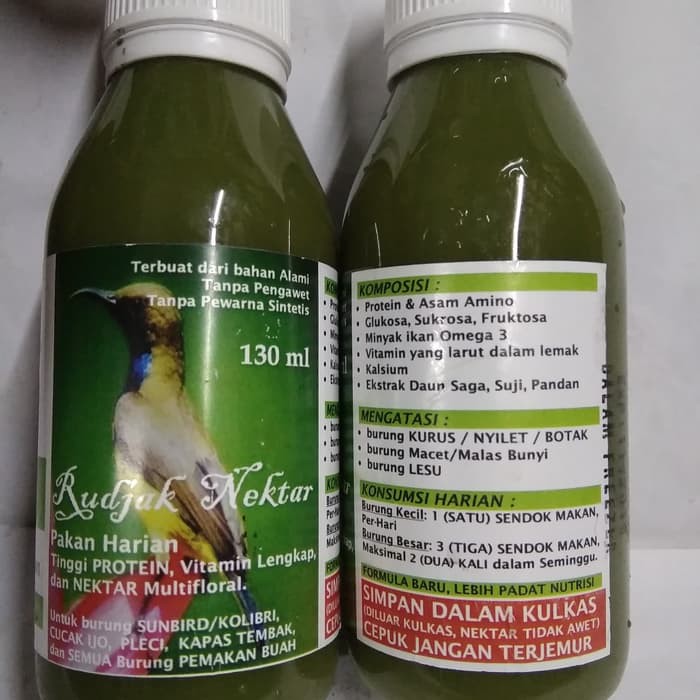 Terbuat dari bahan Alami
Tanpa Pengawet
Tanpa Pewarna Sintetis
130 ml
Rudjak Nektar
Pakan Harian
Tinggi PROTEIN, Vitamin Lengkap,
dan NEKTAR Multifloral.
Untuk burung SUNBIRD/KOLIBRI,
CUCAK IJO, PLECI, KAPAS TEMBAK,
dan SEMUA Burung PEMAKAN BUAH
KOMPOSISI :
• Protein & Asam Amino
• Glukosa, Sukrosa, Fruktosa
• Minyak ikan Omega 3
• Vitamin yang larut dalam lemak
• Kalsium
• Ekstrak Daun Saga, Suji, Pandan
MENGATASI :
• burung KURUS / NYILET / BOTAK
• burung Macet/Malas Bunyi
• burung LESU
KONSUMSI HARIAN :
Burung Kecil: 1 (SATU) SENDOK MAKAN,
Per-Hari
Burung Besar: 3 (TIGA) SENDOK MAKAN,
Maksimal 2 (DUA) KALI dalam Seminggu.
FORMULA BARU, LEBIH PADAT NUTRISI
SIMPAN DALAM KULKAS
(DILUAR KULKAS, NEKTAR TIDAK AWET)
CEPUK JANGAN TERJEMUR